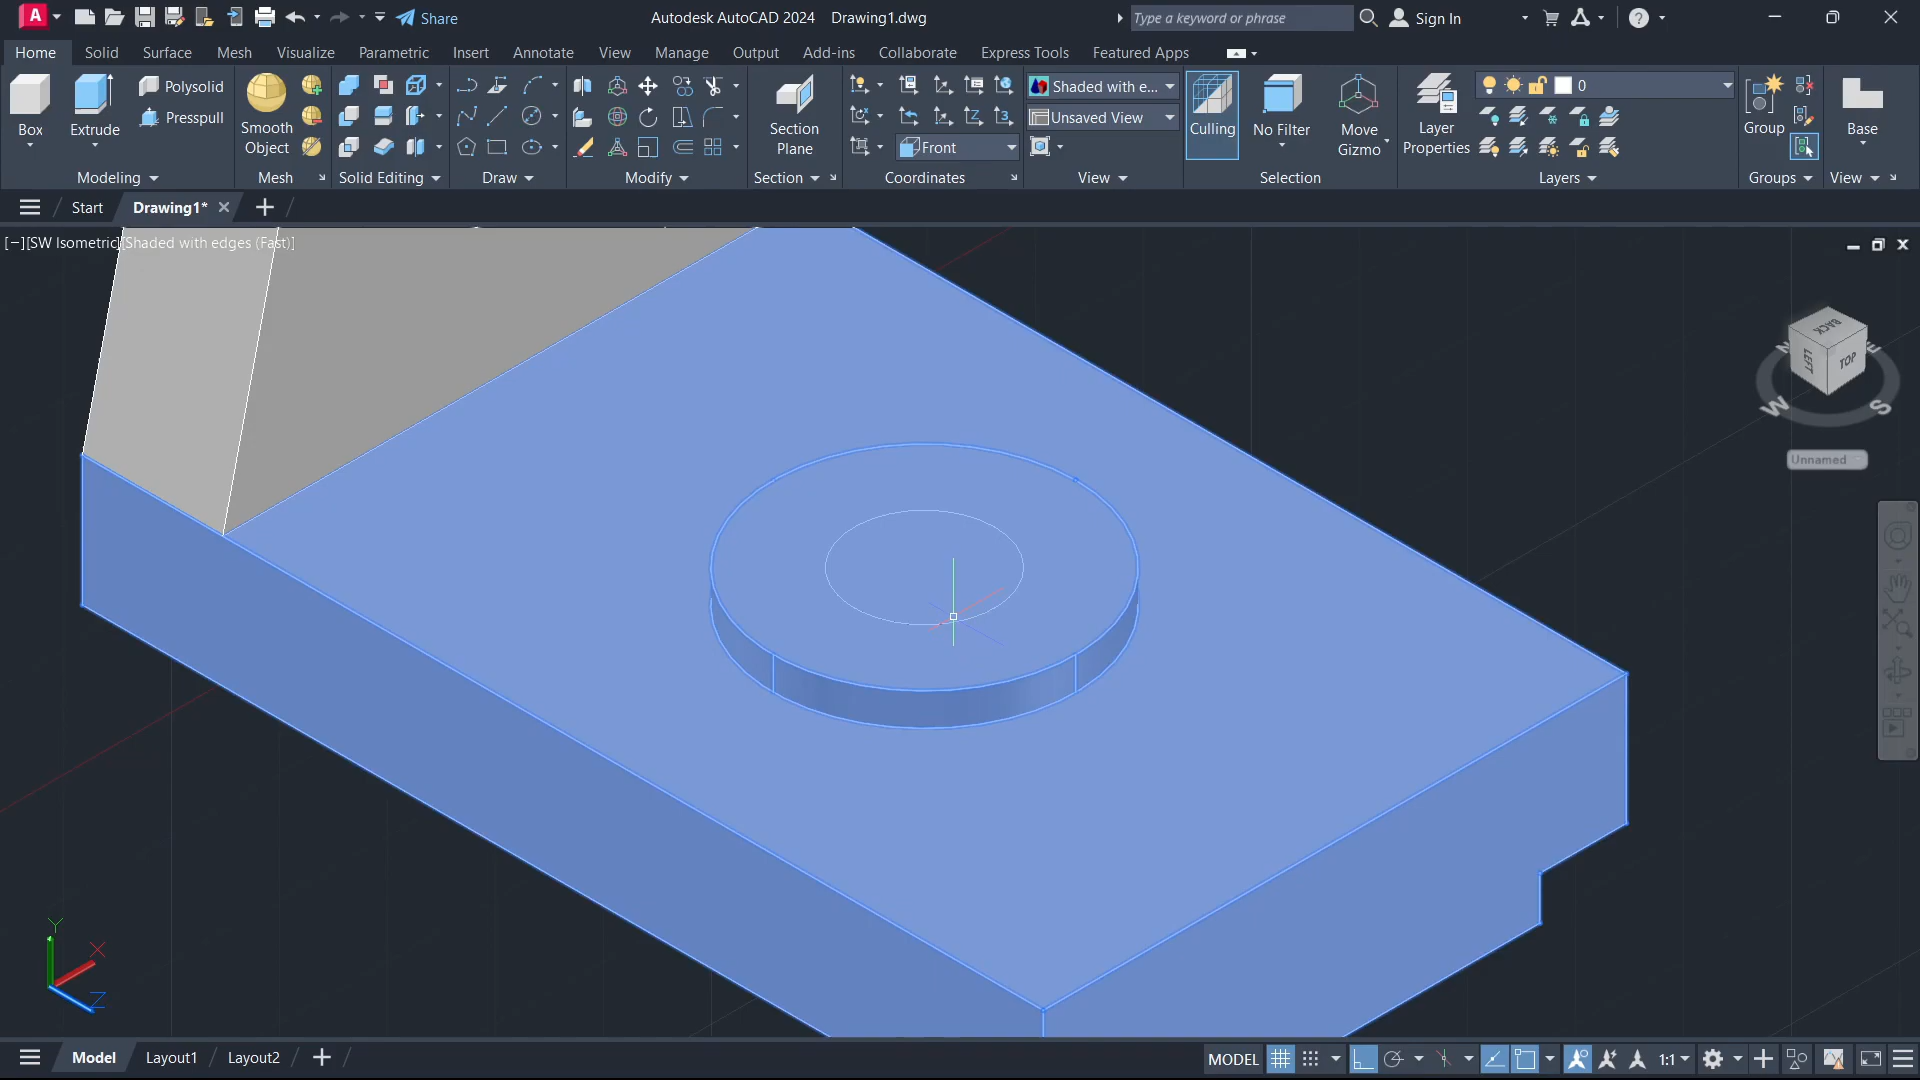 A Share Autodesk AutoCAD 2024 Drawing1.dwg Type a keyword or phrase Sign In
Home Solid Surface Mesh Visualize Parametric Insert Annotate View Manage Output Add-ins Collaborate Express Tools Featured Apps
Box
Extrude
Polysolid
Presspull
Smooth
Object
Section
Plane
Front
Shaded with e...
Unsaved View
Culling
No Filter
Move
Gizmo
Layer
Properties
0
Group
Base
Modeling Mesh Solid Editing Draw Modify Section Coordinates View Selection Layers Groups View
Start Drawing1* +
[−][SW Isometric][Shaded with edges (Fast)]
BACK
LEFT
TOP
N
E
W
S
Unnamed
Y
X
Z
Model Layout1 Layout2 + MODEL 1:1